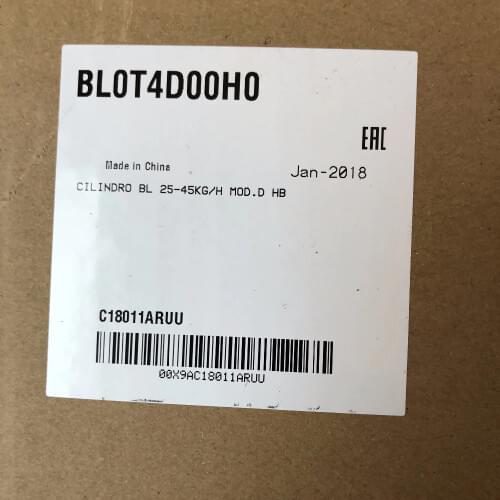 BL0T4D00H0
EAC
Made in China
Jan-2018
CILINDRO BL 25-45KG/H MOD.D HB
C18011ARUU
00X9AC18011ARUU